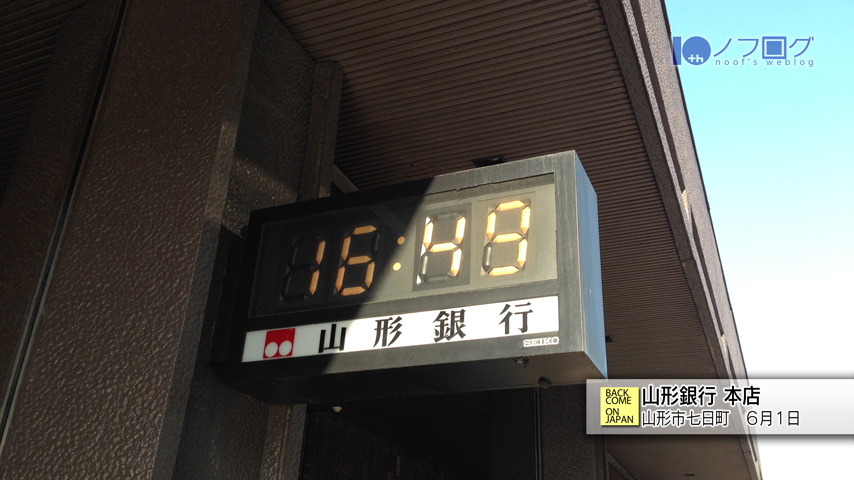 10th ノフログ
noof's weblog
16:49
山形銀行
SEIKO
BACK COME ON JAPAN
山形銀行 本店
山形市七日町 6月1日